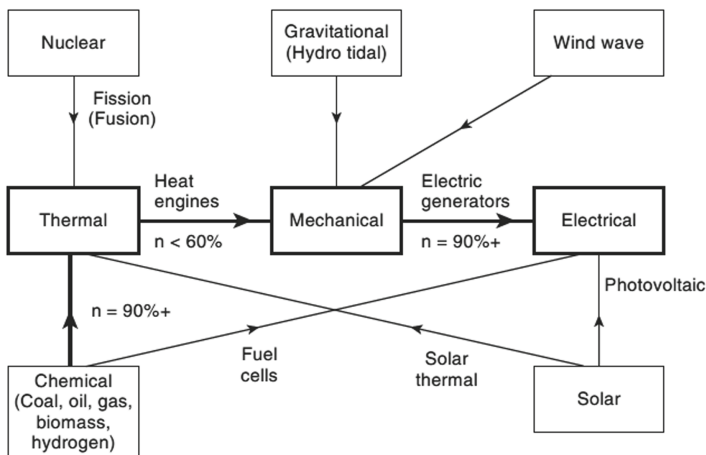 Nuclear
Gravitational
(Hydro tidal)
Wind wave
Fission
(Fusion)
Heat
engines
Electric
generators
Thermal
Mechanical
Electrical
n < 60%
n = 90%+
Photovoltaic
n = 90%+
Fuel
cells
Solar
thermal
Chemical
(Coal, oil, gas,
biomass,
hydrogen)
Solar